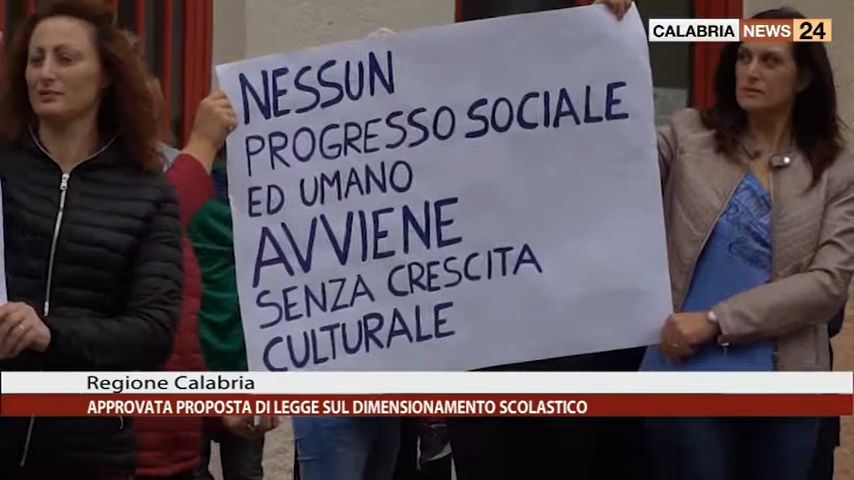 CALABRIA NEWS 24
NESSUN
PROGRESSO SOCIALE
ED UMANO
AVVIENE
SENZA CRESCITA
CULTURALE
Regione Calabria
APPROVATA PROPOSTA DI LEGGE SUL DIMENSIONAMENTO SCOLASTICO